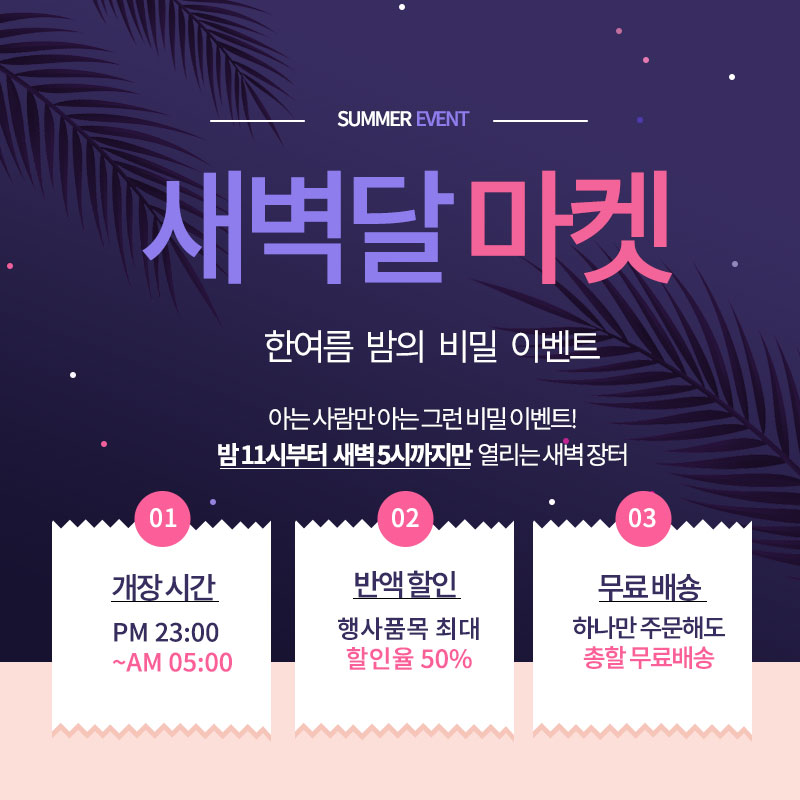 SUMMER EVENT
새벽달 마켓
한여름 밤의 비밀 이벤트
아는 사람만 아는 그런 비밀 이벤트!
밤 11시부터 새벽 5시까지만 열리는 새벽 장터
01
개장 시간
PM 23:00
~AM 05:00
02
반액 할인
행사품목 최대
할인율 50%
03
무료 배숑
하나만 주문해도
총할 무료배송